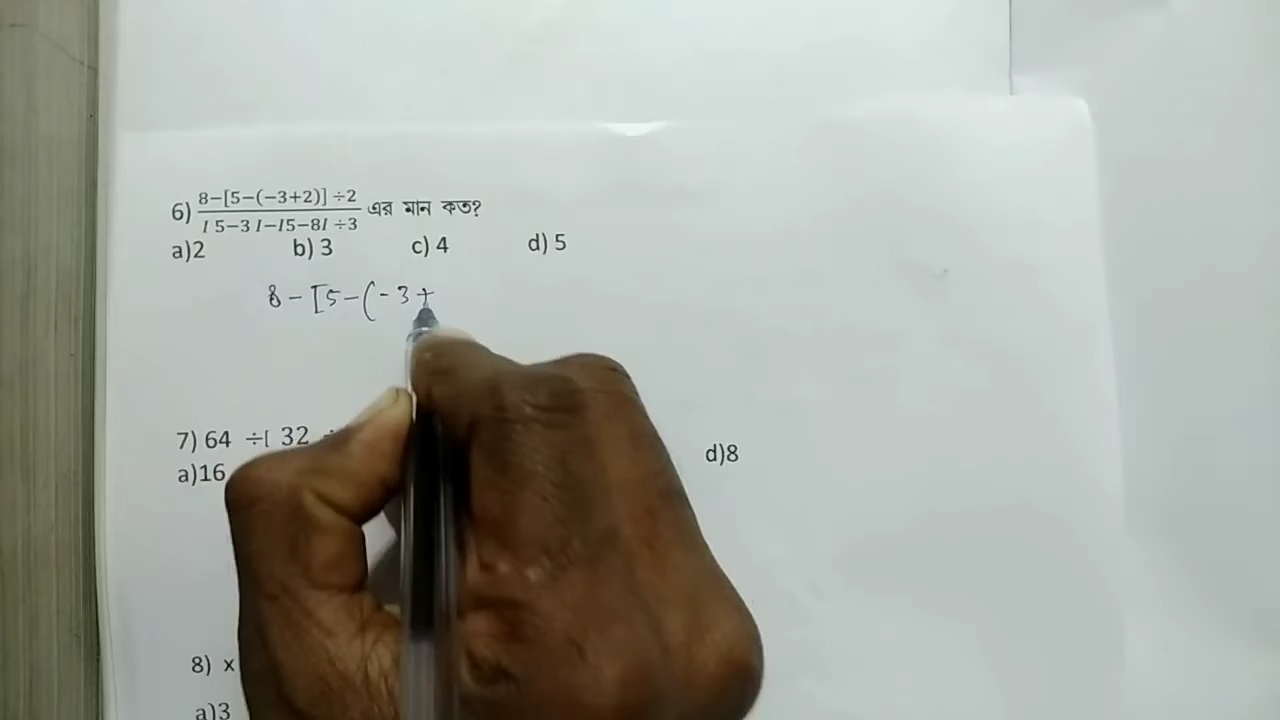 6) 8−[5−(−3+2)] ÷2 / I 5−3 I−I5−8I ÷3 এর মান কত?
a)2 b) 3 c) 4 d) 5
8 - [5 - (- 3 +
7) 64 ÷[ 32
a)16 d)8
8) x
a)3